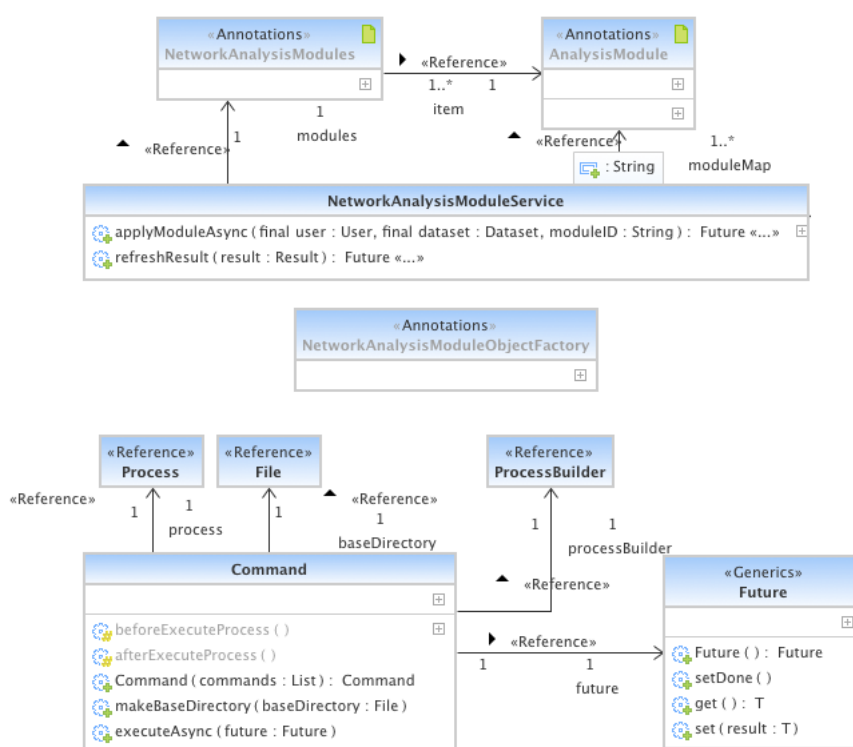 «Annotations»
NetworkAnalysisModules
«Annotations»
AnalysisModule
«Reference»
1..* 1
item
1
modules
«Reference»
1
«Reference»
1..*
moduleMap
: String
NetworkAnalysisModuleService
applyModuleAsync ( final user : User, final dataset : Dataset, moduleID : String ) : Future «...»
refreshResult ( result : Result ) : Future «...»
«Annotations»
NetworkAnalysisModuleObjectFactory
«Reference»
Process
«Reference»
File
«Reference»
ProcessBuilder
«Reference»
1
1
process
1
«Reference»
1
baseDirectory
1
1
processBuilder
«Reference»
Command
beforeExecuteProcess ( )
afterExecuteProcess ( )
Command ( commands : List ) : Command
makeBaseDirectory ( baseDirectory : File )
executeAsync ( future : Future )
«Reference»
1 1
future
«Generics»
Future
Future ( ) : Future
setDone ( )
get ( ) : T
set ( result : T )